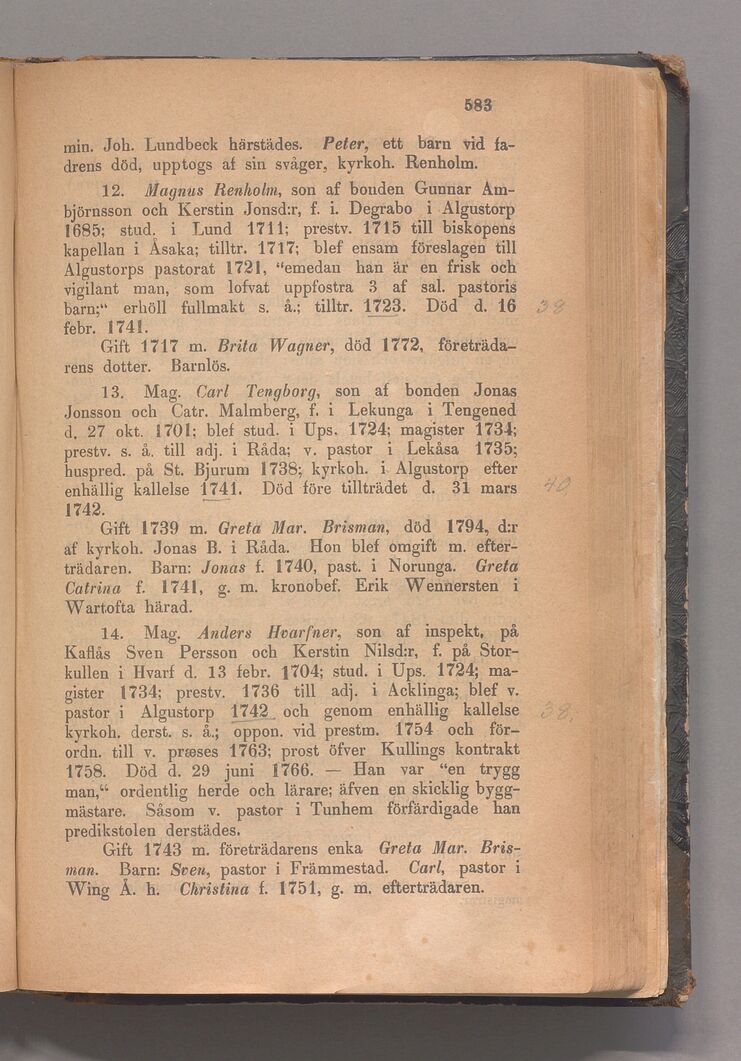 583
min. Joh. Lundbeck härstädes. Peter, ett barn vid fa-
drens död, upptogs af sin svåger, kyrkoh. Renholm.
12. Magnus Renholm, son af bonden Gunnar Am-
björnsson och Kerstin Jonsd:r, f. i. Degrabo i Algustorp
1685; stud. i Lund 1711; prestv. 1715 till biskopens
kapellan i Åsaka; tilltr. 1717; blef ensam föreslagen till
Algustorps pastorat 1721, “emedan han är en frisk och
vigilant man, som lofvat uppfostra 3 af sal. pastoris
barn;“ erhöll fullmakt s. å.; tilltr. 1723. Död d. 16 38
febr. 1741.
Gift 1717 m. Brita Wagner, död 1772, företräda-
rens dotter. Barnlös.
13. Mag. Carl Tengborg, son af bonden Jonas
Jonsson och Catr. Malmberg, f. i Lekunga i Tengened
d. 27 okt. 1701; blef stud. i Ups. 1724; magister 1734;
prestv. s. å. till adj. i Råda; v. pastor i Lekåsa 1735;
huspred. på St. Bjurum 1738; kyrkoh. i Algustorp efter
enhällig kallelse 1741. Död före tillträdet d. 31 mars 40
1742.
Gift 1739 m. Greta Mar. Brisman, död 1794, d:r
af kyrkoh. Jonas B. i Råda. Hon blef omgift m. efter-
trädaren. Barn: Jonas f. 1740, past. i Norunga. Greta
Catrina f. 1741, g. m. kronobef. Erik Wennersten i
Wartofta härad.
14. Mag. Anders Hvarfner, son af inspekt. på
Kaflås Sven Persson och Kerstin Nilsd:r, f. på Stor-
kullen i Hvarf d. 13 febr. 1704; stud. i Ups. 1724; ma-
gister 1734; prestv. 1736 till adj. i Acklinga; blef v.
pastor i Algustorp 1742 och genom enhällig kallelse 38.
kyrkoh. derst. s. å.; oppon. vid prestm. 1754 och för-
ordn. till v. præses 1763; prost öfver Kullings kontrakt
1758. Död d. 29 juni 1766. — Han var “en trygg
man,“ ordentlig herde och lärare; äfven en skicklig bygg-
mästare. Såsom v. pastor i Tunhem förfärdigade han
predikstolen derstädes.
Gift 1743 m. företrädarens enka Greta Mar. Bris-
man. Barn: Sven, pastor i Främmestad. Carl, pastor i
Wing Å. h. Christina f. 1751, g. m. efterträdaren.